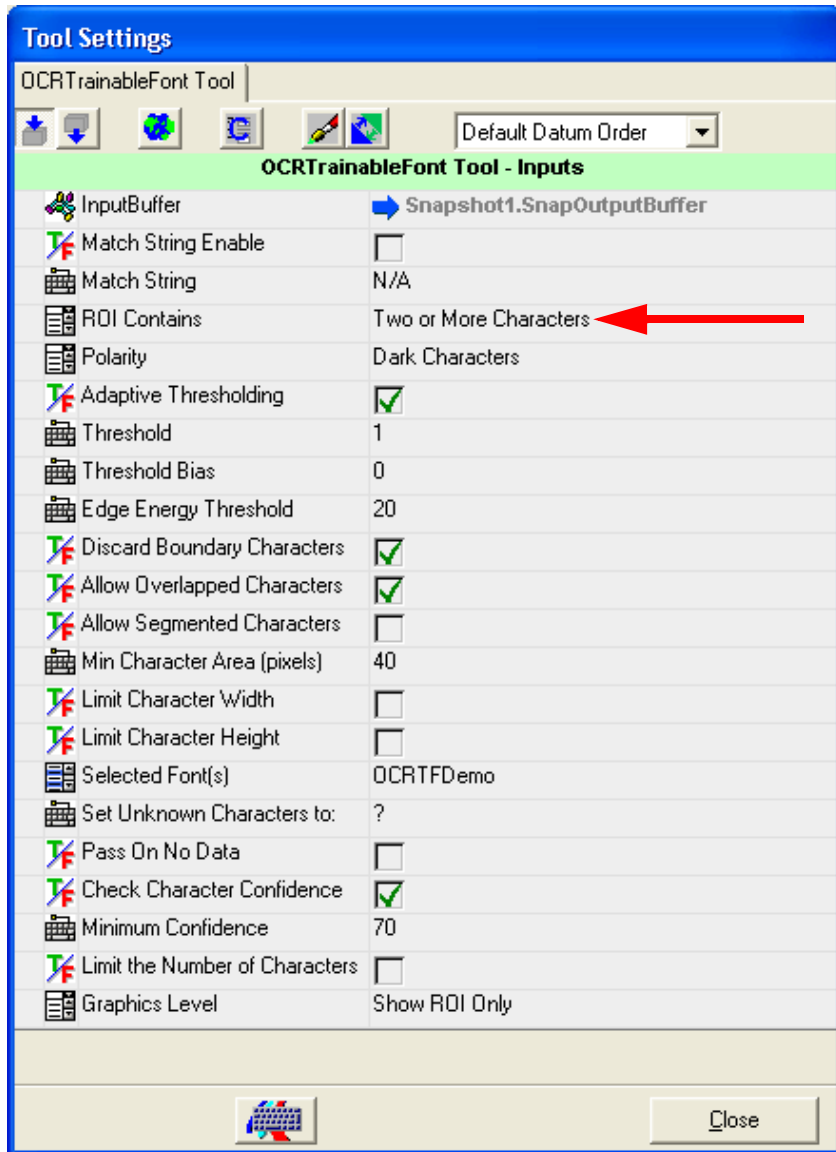 Tool Settings
OCRTrainableFont Tool
Default Datum Order
OCRTrainableFont Tool - Inputs
InputBuffer Snapshot1.SnapOutputBuffer
Match String Enable
Match String N/A
ROI Contains Two or More Characters
Polarity Dark Characters
Adaptive Thresholding
Threshold 1
Threshold Bias 0
Edge Energy Threshold 20
Discard Boundary Characters
Allow Overlapped Characters
Allow Segmented Characters
Min Character Area (pixels) 40
Limit Character Width
Limit Character Height
Selected Font(s) OCRTFDemo
Set Unknown Characters to: ?
Pass On No Data
Check Character Confidence
Minimum Confidence 70
Limit the Number of Characters
Graphics Level Show ROI Only
Close